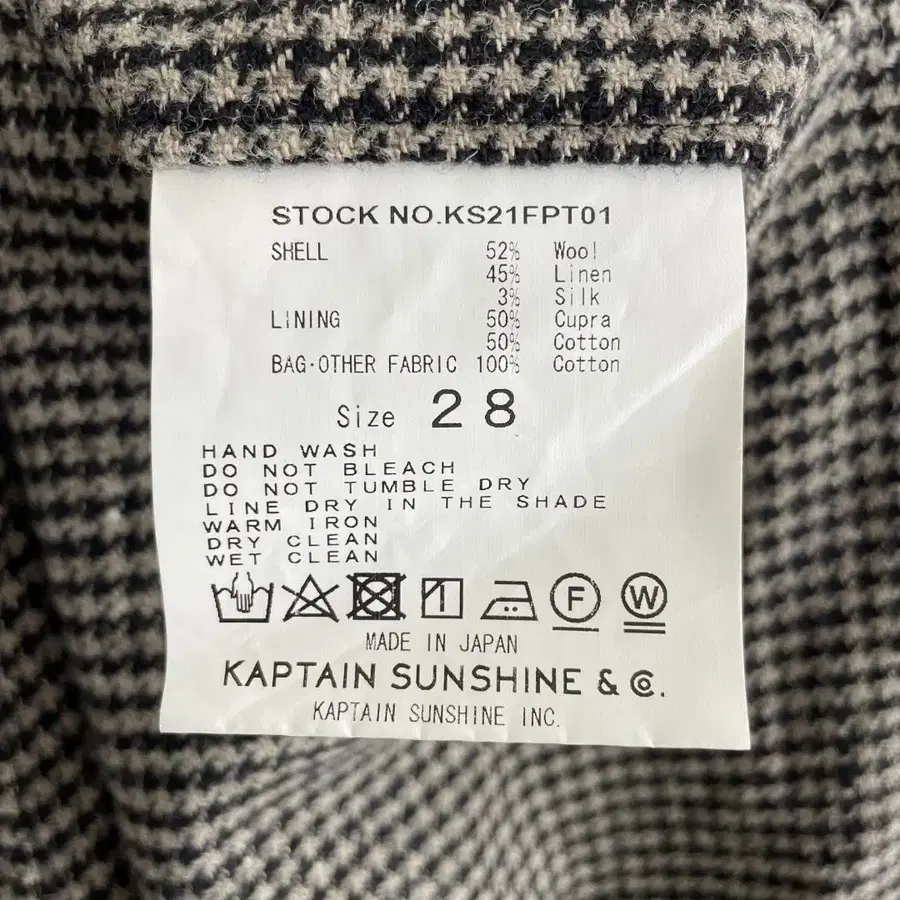 STOCK NO.KS21FPT01
SHELL 52% Wool
45% Linen
3% Silk
LINING 50% Cupra
50% Cotton
BAG·OTHER FABRIC 100% Cotton
Size 28
HAND WASH
DO NOT BLEACH
DO NOT TUMBLE DRY
LINE DRY IN THE SHADE
WARM IRON
DRY CLEAN
WET CLEAN
F W
MADE IN JAPAN
KAPTAIN SUNSHINE & Co.
KAPTAIN SUNSHINE INC.